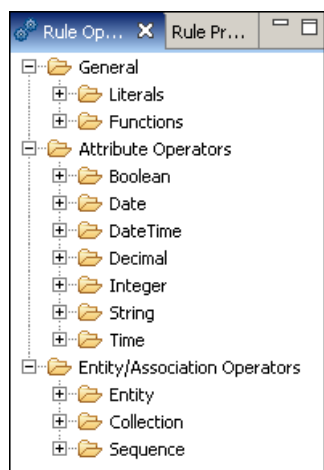 Rule Op... Rule Pr...
General
Literals
Functions
Attribute Operators
Boolean
Date
DateTime
Decimal
Integer
String
Time
Entity/Association Operators
Entity
Collection
Sequence